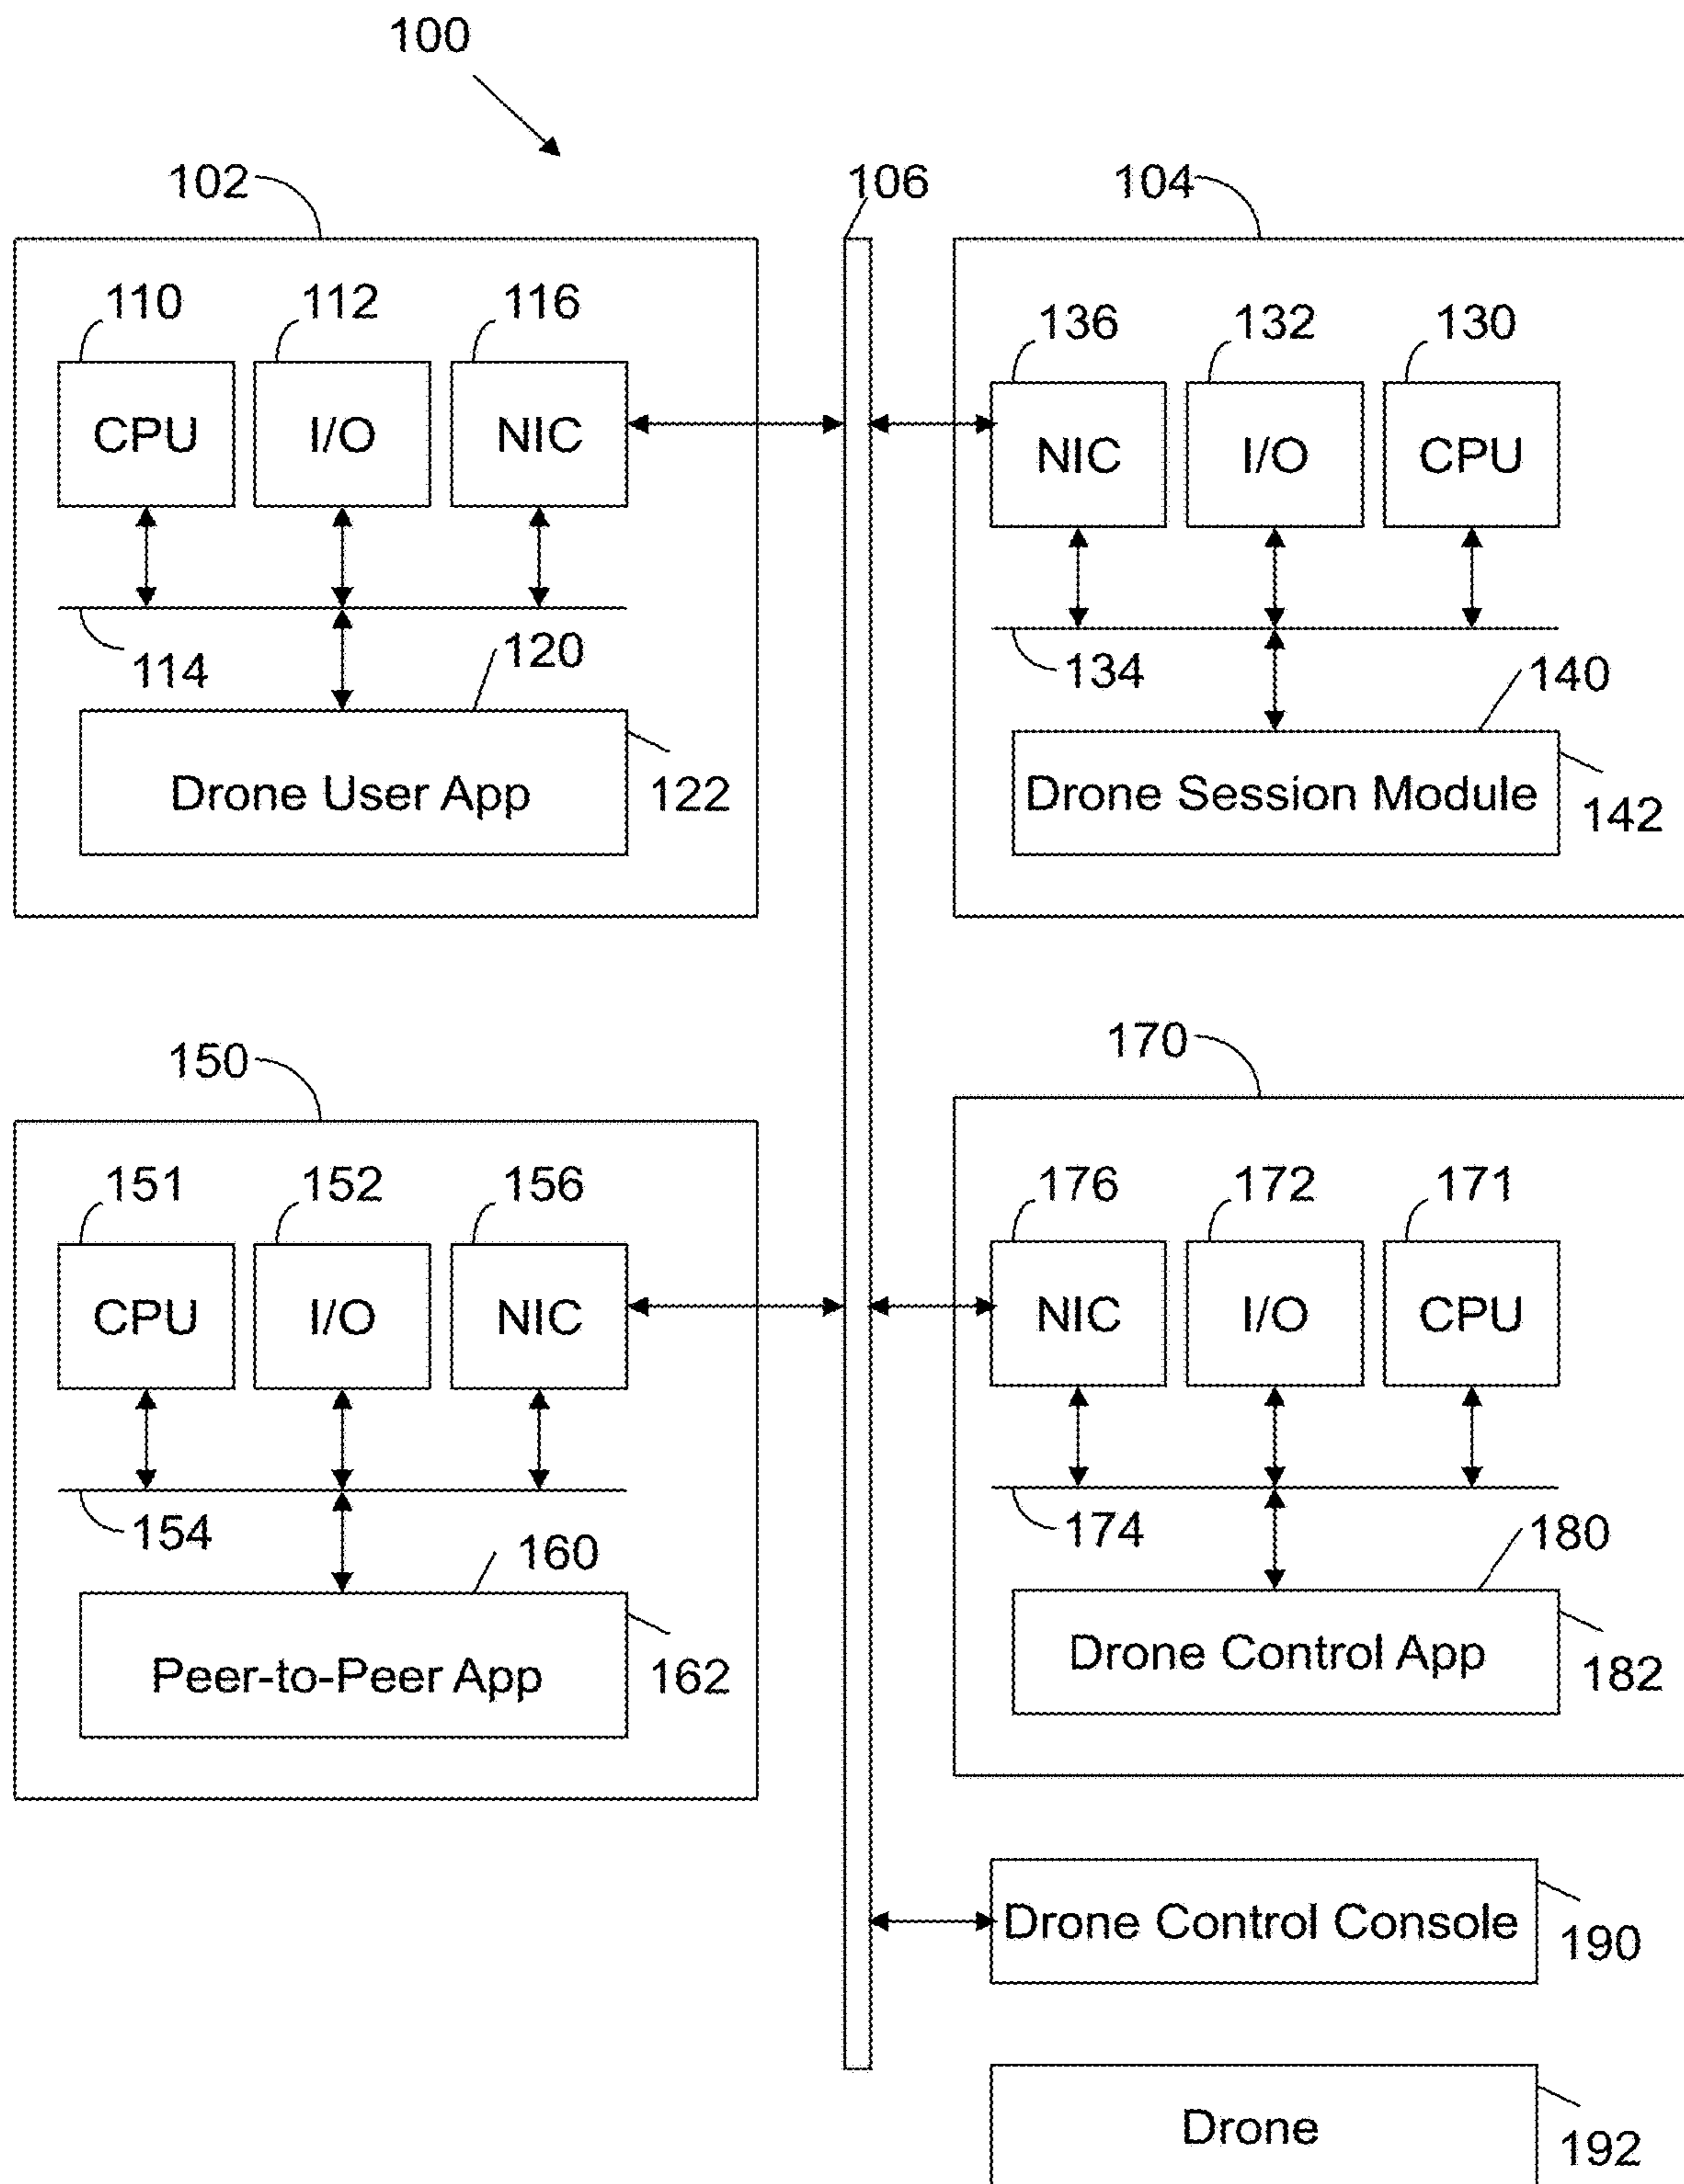 100
102
106
104
110 112 116
136 132 130
CPU I/O NIC
NIC I/O CPU
114
120
134
140
Drone User App
122
Drone Session Module
142
150
170
151 152 156
176 172 171
CPU I/O NIC
NIC I/O CPU
154
160
174
180
Peer-to-Peer App
162
Drone Control App
182
Drone Control Console
190
Drone
192